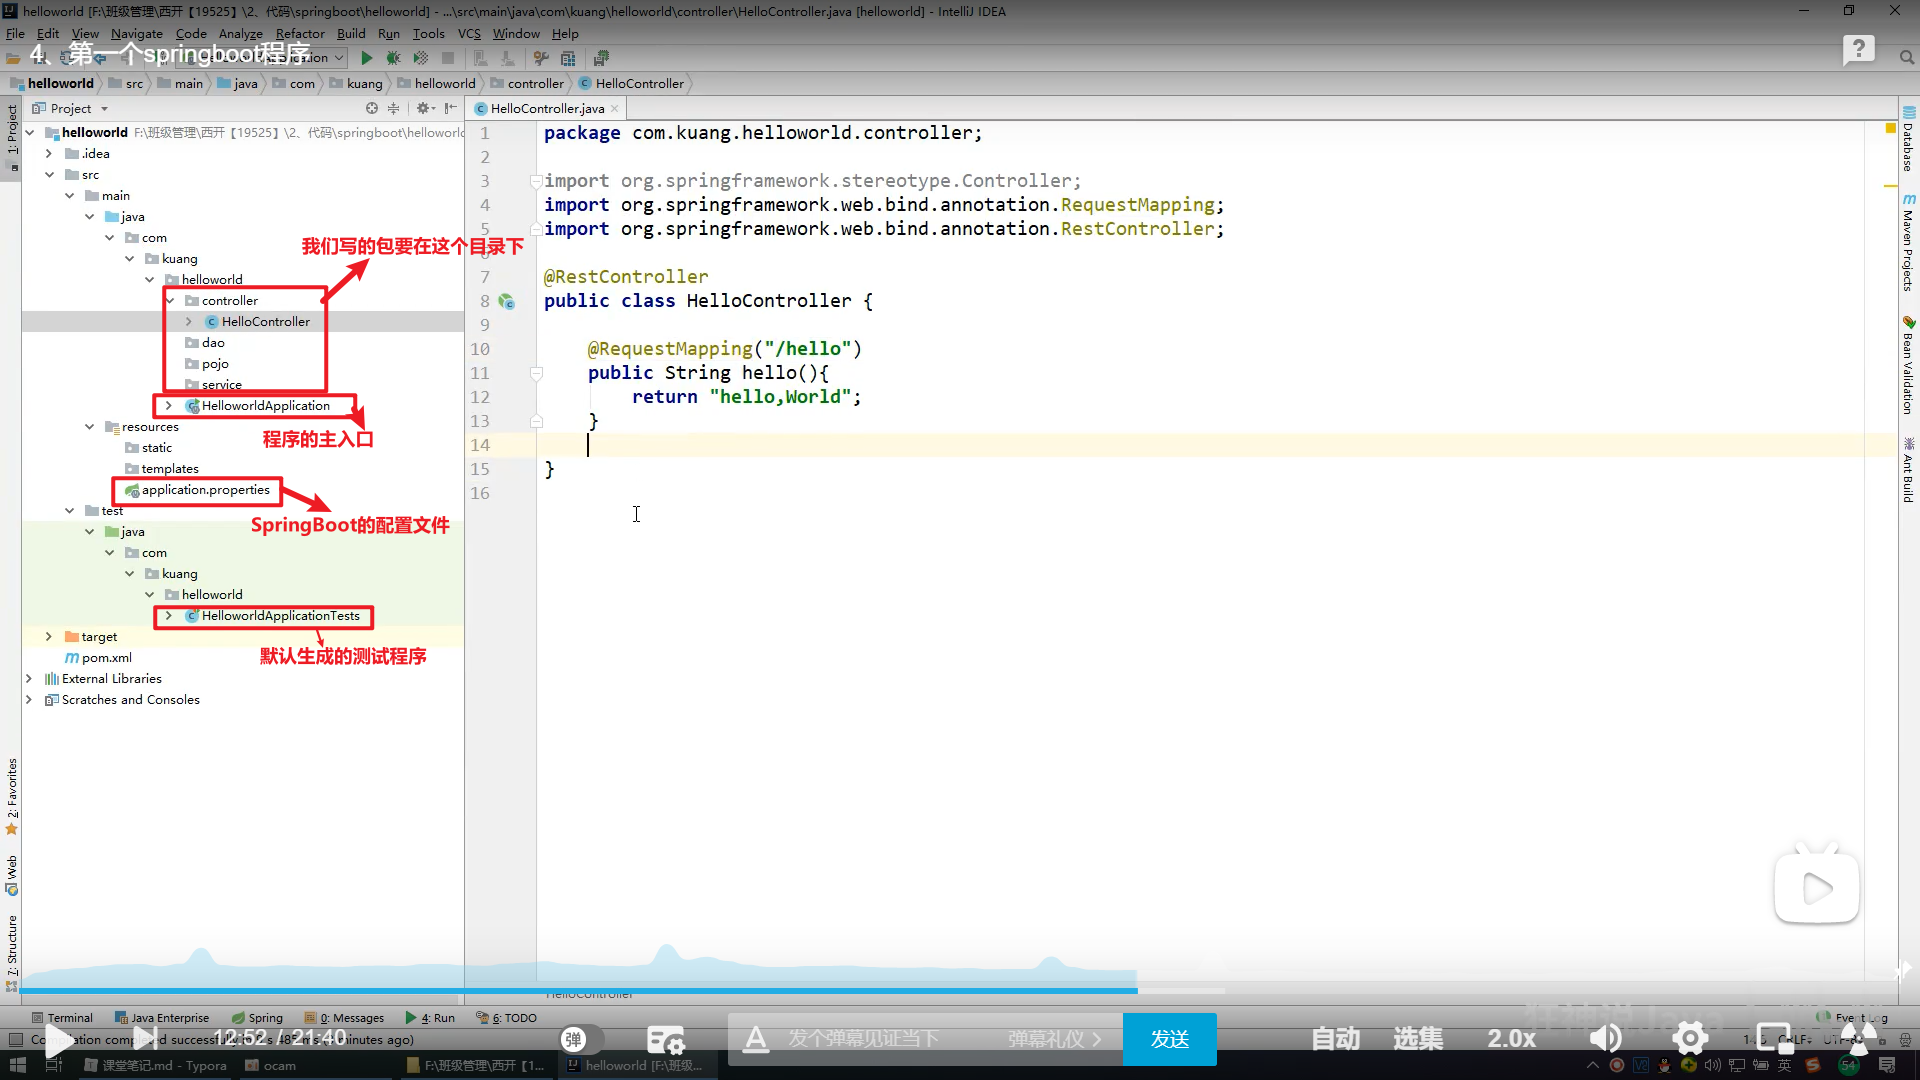 helloworld [F:\班级管理\西开【19525】\2、代码\springboot\helloworld] - ...\src\main\java\com\kuang\helloworld\controller\HelloController.java [helloworld] - IntelliJ IDEA
File Edit View Navigate Code Analyze Refactor Build Run Tools VCS Window Help
4、第一个springboot程序
helloworld src main java com kuang helloworld controller HelloController
Project
HelloController.java
1: Project
helloworld F:\班级管理\西开【19525】\2、代码\springboot\helloworld
.idea
src
main
java
com
我们写的包要在这个目录下
kuang
helloworld
controller
HelloController
dao
pojo
service
HelloworldApplication
resources
程序的主入口
static
templates
application.properties
test
SpringBoot的配置文件
java
com
kuang
helloworld
HelloworldApplicationTests
target
默认生成的测试程序
pom.xml
External Libraries
Scratches and Consoles
1 package com.kuang.helloworld.controller;
2
3 import org.springframework.stereotype.Controller;
4 import org.springframework.web.bind.annotation.RequestMapping;
5 import org.springframework.web.bind.annotation.RestController;
7 @RestController
8 public class HelloController {
9
10 @RequestMapping("/hello")
11 public String hello(){
12 return "hello,World";
13 }
14
15 }
16
Database
Maven Projects
Bean Validation
Ant Build
2: Favorites
Web
7: Structure
HelloController
Terminal Java Enterprise Spring 0: Messages 4: Run 6: TODO Event Log
12:52 / 21:40
弹
发个弹幕见证当下 弹幕礼仪 发送
自动 选集 2.0x
课堂笔记.md - Typora ocam F:\班级管理\西开【1... helloworld [F:\班级... 英 54